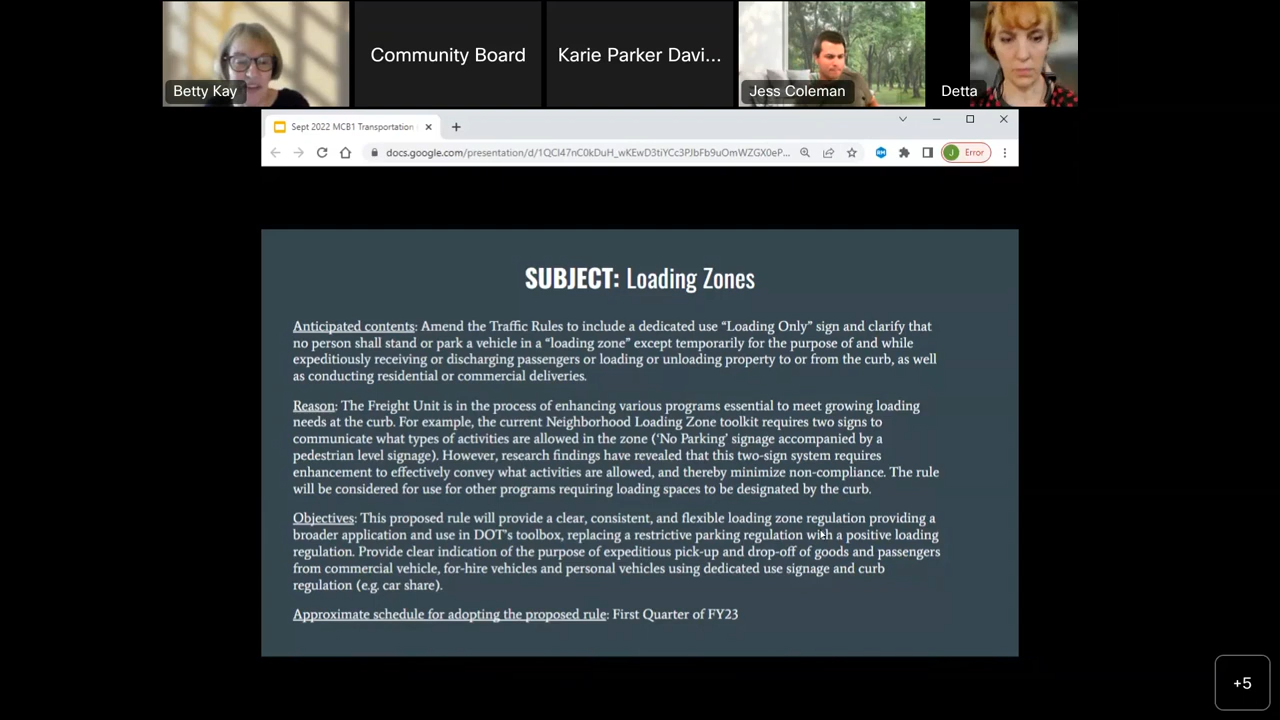 Community Board
Karie Parker Davi...
Betty Kay
Jess Coleman
Detta
Sept 2022 MCB1 Transportation
docs.google.com/presentation/d/1QCl47nC0kDuH_wKEwD3tiYCc3PJbFb9uOmWZGX0eP...
RM
J
Error
SUBJECT: Loading Zones
Anticipated contents: Amend the Traffic Rules to include a dedicated use “Loading Only” sign and clarify that
no person shall stand or park a vehicle in a “loading zone” except temporarily for the purpose of and while
expeditiously receiving or discharging passengers or loading or unloading property to or from the curb, as well
as conducting residential or commercial deliveries.
Reason: The Freight Unit is in the process of enhancing various programs essential to meet growing loading
needs at the curb. For example, the current Neighborhood Loading Zone toolkit requires two signs to
communicate what types of activities are allowed in the zone (‘No Parking’ signage accompanied by a
pedestrian level signage). However, research findings have revealed that this two-sign system requires
enhancement to effectively convey what activities are allowed, and thereby minimize non-compliance. The rule
will be considered for use for other programs requiring loading spaces to be designated by the curb.
Objectives: This proposed rule will provide a clear, consistent, and flexible loading zone regulation providing a
broader application and use in DOT’s toolbox, replacing a restrictive parking regulation with a positive loading
regulation. Provide clear indication of the purpose of expeditious pick-up and drop-off of goods and passengers
from commercial vehicle, for-hire vehicles and personal vehicles using dedicated use signage and curb
regulation (e.g. car share).
Approximate schedule for adopting the proposed rule: First Quarter of FY23
+5